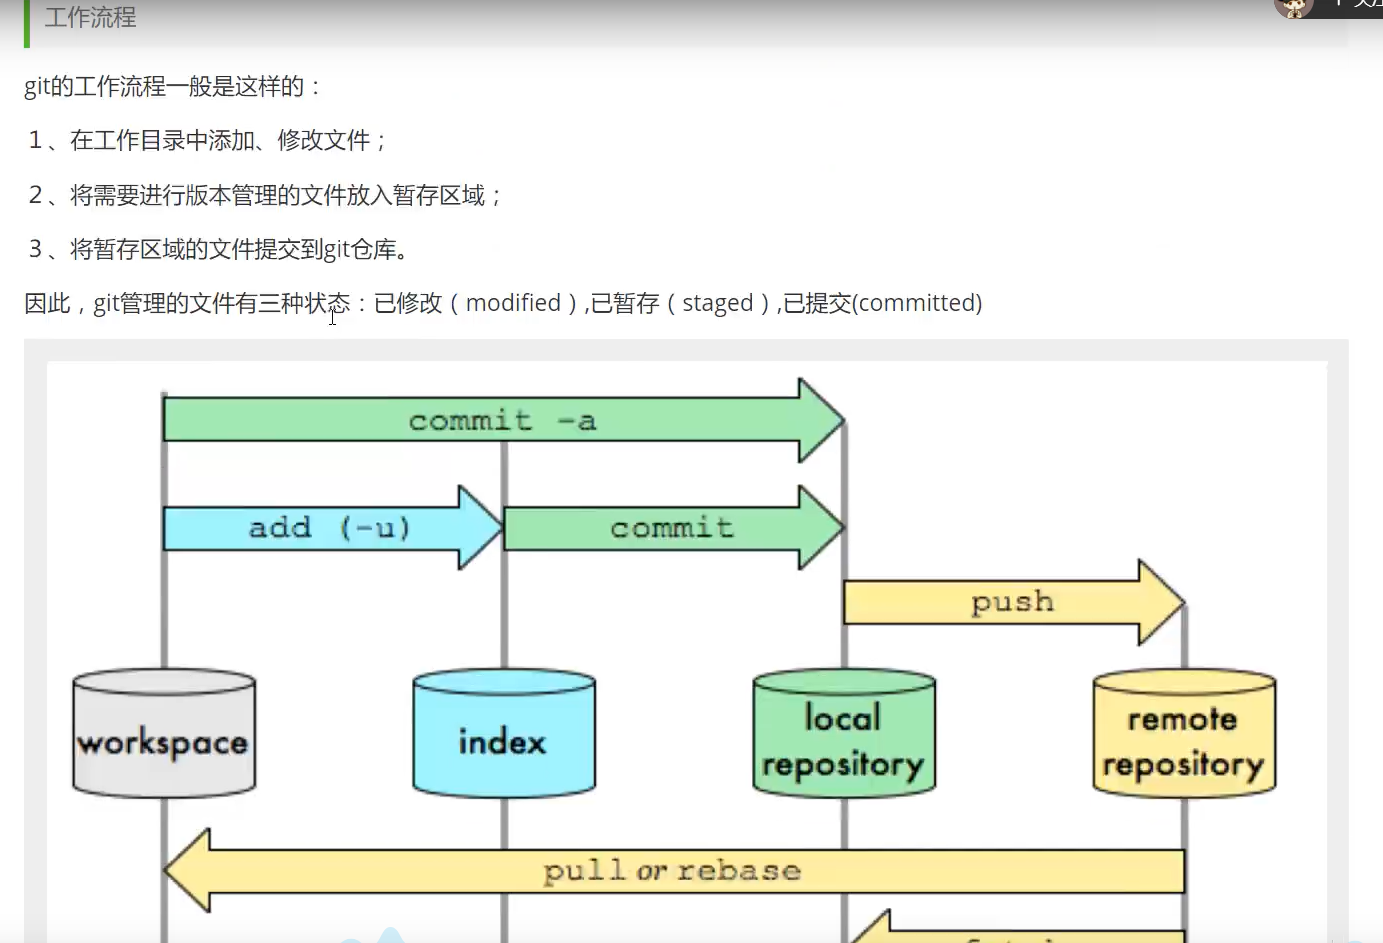 工作流程
git的工作流程一般是这样的：
1、在工作目录中添加、修改文件；
2、将需要进行版本管理的文件放入暂存区域；
3、将暂存区域的文件提交到git仓库。
因此，git管理的文件有三种状态：已修改（modified）,已暂存（staged）,已提交(committed)
commit -a
add (-u)
commit
push
workspace
index
local
repository
remote
repository
pull or rebase